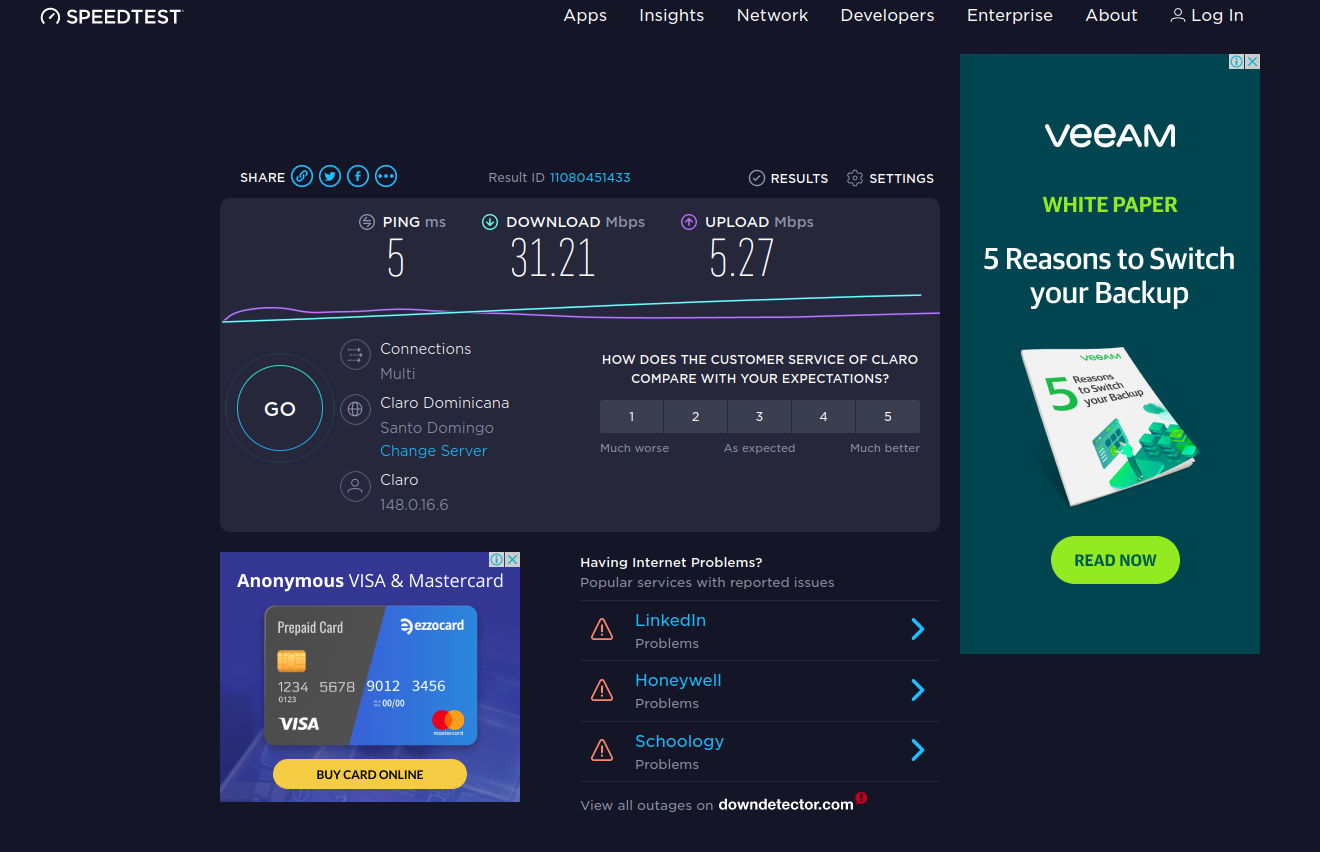 SPEEDTEST
Apps Insights Network Developers Enterprise About Log In
SHARE Result ID 11080451433 RESULTS SETTINGS
PING ms DOWNLOAD Mbps UPLOAD Mbps
5 31.21 5.27
GO
Connections
Multi
Claro Dominicana
Santo Domingo
Change Server
Claro
148.0.16.6
HOW DOES THE CUSTOMER SERVICE OF CLARO
COMPARE WITH YOUR EXPECTATIONS?
1 2 3 4 5
Much worse As expected Much better
veeam
WHITE PAPER
5 Reasons to Switch
your Backup
veeam
5 Reasons
to Switch
your Backup
READ NOW
Anonymous VISA & Mastercard
Prepaid Card ezzocard
1234 5678 9012 3456
0123
00/00
VISA
mastercard
BUY CARD ONLINE
Having Internet Problems?
Popular services with reported issues
LinkedIn
Problems
Honeywell
Problems
Schoology
Problems
View all outages on downdetector.com